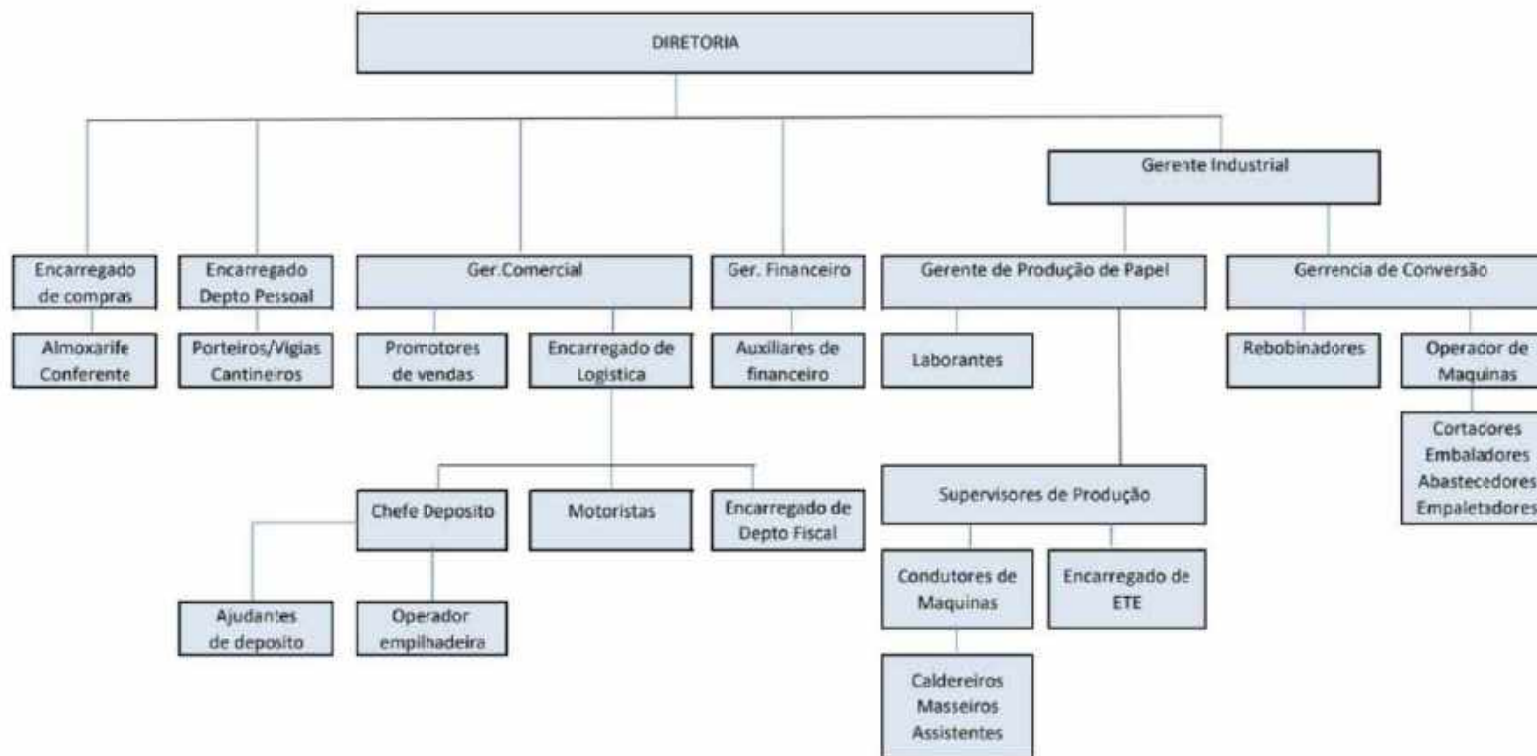 DIRETORIA
Gerente Industrial
Encarregado
de compras
Encarregado
Depto Pessoal
Ger.Comercial
Ger. Financeiro
Gerente de Produção de Papel
Gerrencia de Conversão
Almoxarife
Conferente
Porteiros/Vigias
Cantineiros
Promotores
de vendas
Encarregado de
Logistica
Auxiliares de
financeiro
Laborantes
Rebobinadores
Operador de
Maquinas
Cortadores
Embaladores
Abastecedores
Empaletadores
Chefe Deposito
Motoristas
Encarregado de
Depto Fiscal
Supervisores de Produção
Ajudantes
de deposito
Operador
empilhadeira
Condutores de
Maquinas
Encarregado de
ETE
Caldereiros
Masseiros
Assistentes